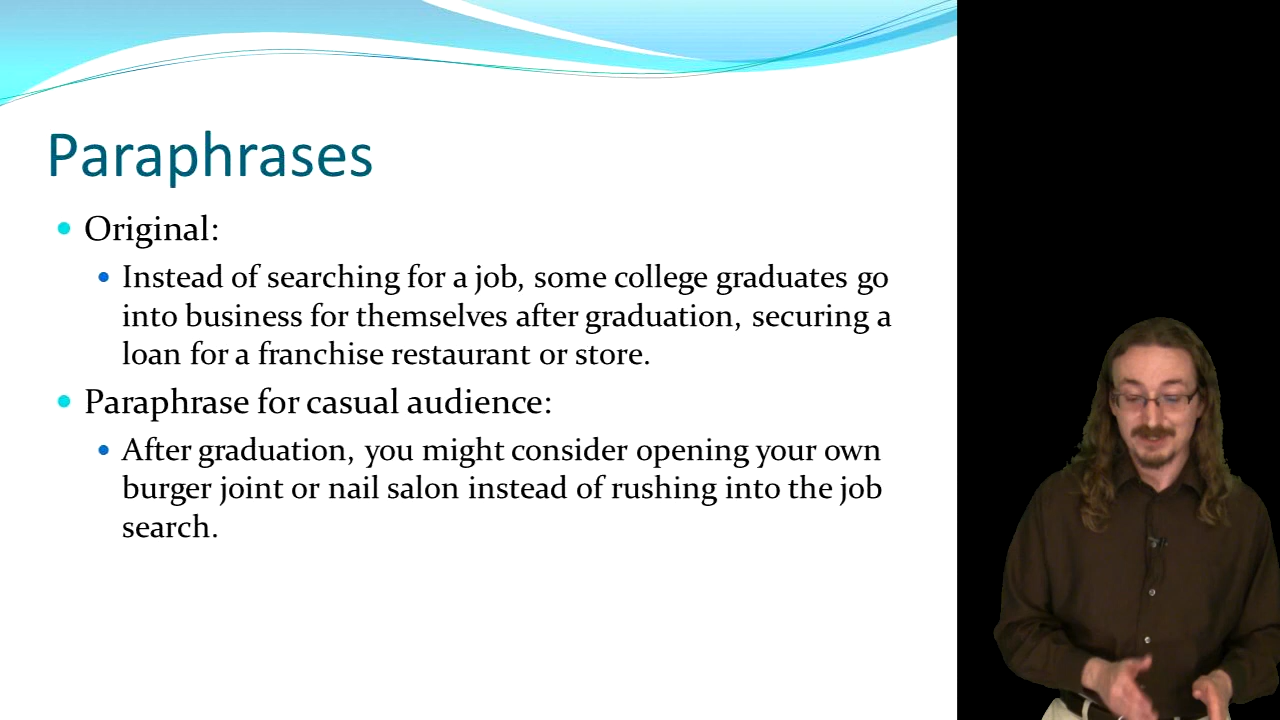 Paraphrases
Original:
Instead of searching for a job, some college graduates go
into business for themselves after graduation, securing a
loan for a franchise restaurant or store.
Paraphrase for casual audience:
After graduation, you might consider opening your own
burger joint or nail salon instead of rushing into the job
search.